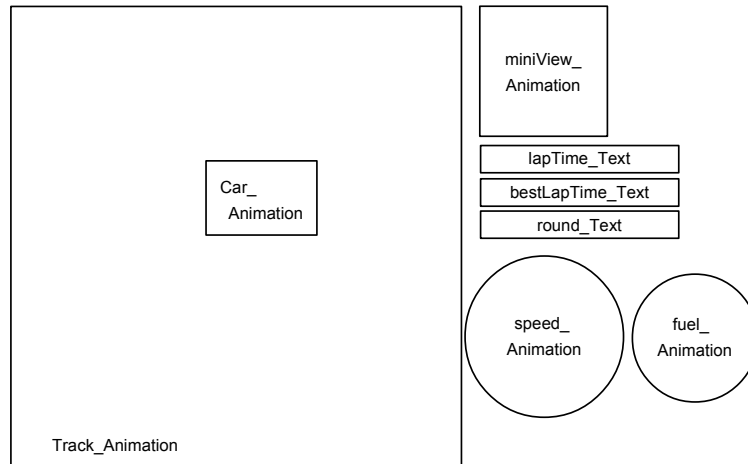 miniView_
Animation
lapTime_Text
bestLapTime_Text
round_Text
Car_
Animation
speed_
Animation
fuel_
Animation
Track_Animation